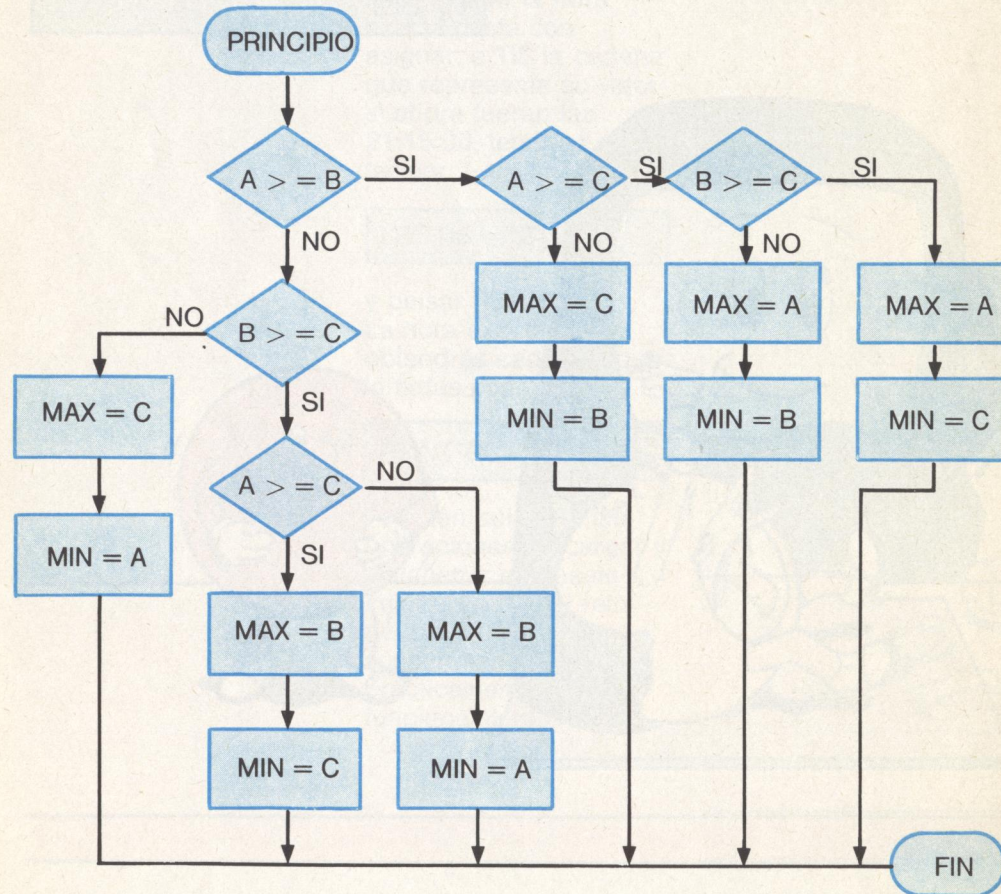 PRINCIPIO
A > = B
SI
A > = C
SI
B > = C
SI
NO
NO
NO
MAX = C
MAX = A
MAX = A
NO
B > = C
MIN = B
MIN = B
MIN = C
MAX = C
SI
A > = C
NO
MIN = A
SI
MAX = B
MAX = B
MIN = C
MIN = A
FIN